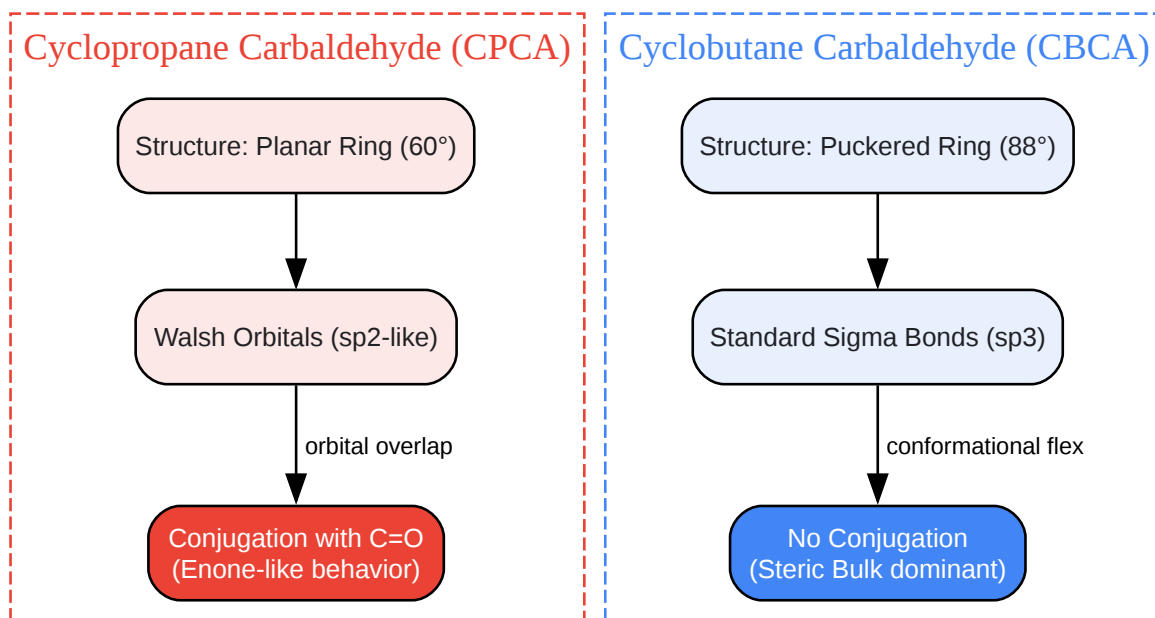 Cyclopropane Carbaldehyde (CPCA)
Structure: Planar Ring (60°)
Walsh Orbitals (sp2-like)
orbital overlap
Conjugation with C=O
(Enone-like behavior)
Cyclobutane Carbaldehyde (CBCA)
Structure: Puckered Ring (88°)
Standard Sigma Bonds (sp3)
conformational flex
No Conjugation
(Steric Bulk dominant)